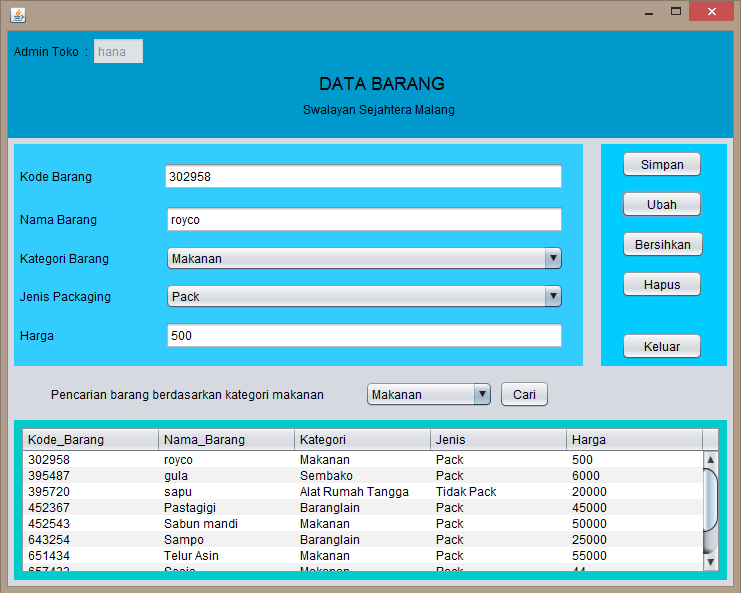 Admin Toko : hana
DATA BARANG
Swalayan Sejahtera Malang
Kode Barang 302958
Nama Barang royco
Kategori Barang Makanan
Jenis Packaging Pack
Harga 500
Simpan
Ubah
Bersihkan
Hapus
Keluar
Pencarian barang berdasarkan kategori makanan Makanan Cari
Kode_Barang Nama_Barang Kategori Jenis Harga
302958 royco Makanan Pack 500
395487 gula Sembako Pack 6000
395720 sapu Alat Rumah Tangga Tidak Pack 20000
452367 Pastagigi Baranglain Pack 45000
452543 Sabun mandi Makanan Pack 50000
643254 Sampo Baranglain Pack 25000
651434 Telur Asin Makanan Pack 55000
Makanan Pack